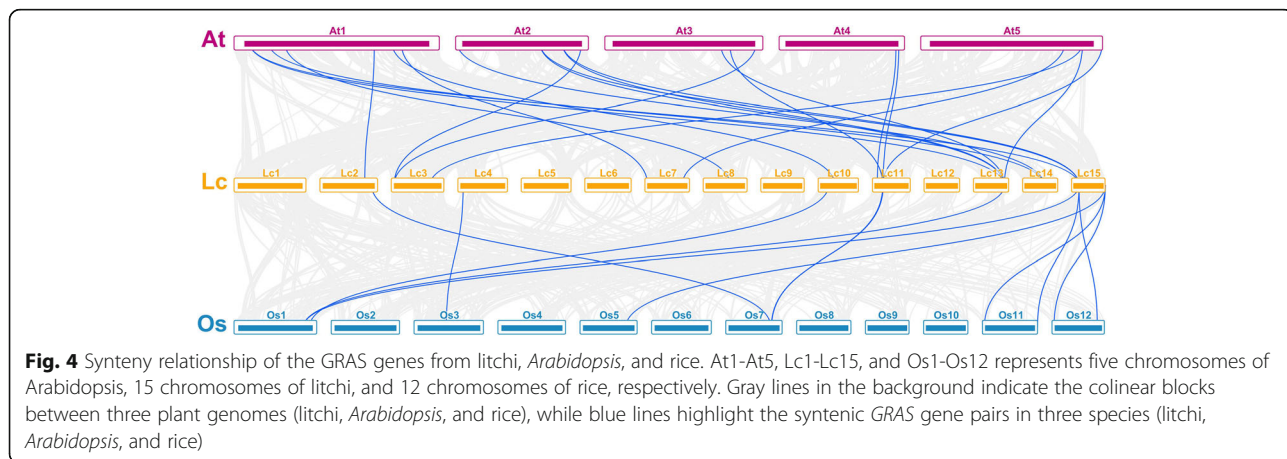 At At1 At2 At3 At4 At5
Lc Lc1 Lc2 Lc3 Lc4 Lc5 Lc6 Lc7 Lc8 Lc9 Lc10 Lc11 Lc12 Lc13 Lc14 Lc15
Os Os1 Os2 Os3 Os4 Os5 Os6 Os7 Os8 Os9 Os10 Os11 Os12
Fig. 4 Synteny relationship of the GRAS genes from litchi, Arabidopsis, and rice. At1-At5, Lc1-Lc15, and Os1-Os12 represents five chromosomes of
Arabidopsis, 15 chromosomes of litchi, and 12 chromosomes of rice, respectively. Gray lines in the background indicate the colinear blocks
between three plant genomes (litchi, Arabidopsis, and rice), while blue lines highlight the syntenic GRAS gene pairs in three species (litchi,
Arabidopsis, and rice)